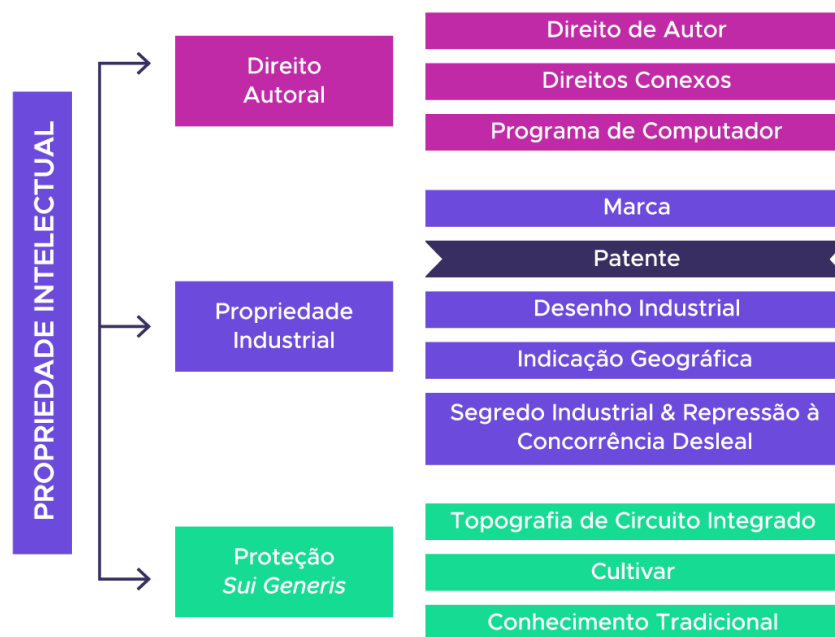 PROPRIEDADE INTELECTUAL
Direito
Autoral
Direito de Autor
Direitos Conexos
Programa de Computador
Propriedade
Industrial
Marca
Patente
Desenho Industrial
Indicação Geográfica
Segredo Industrial & Repressão à
Concorrência Desleal
Proteção
Sui Generis
Topografia de Circuito Integrado
Cultivar
Conhecimento Tradicional